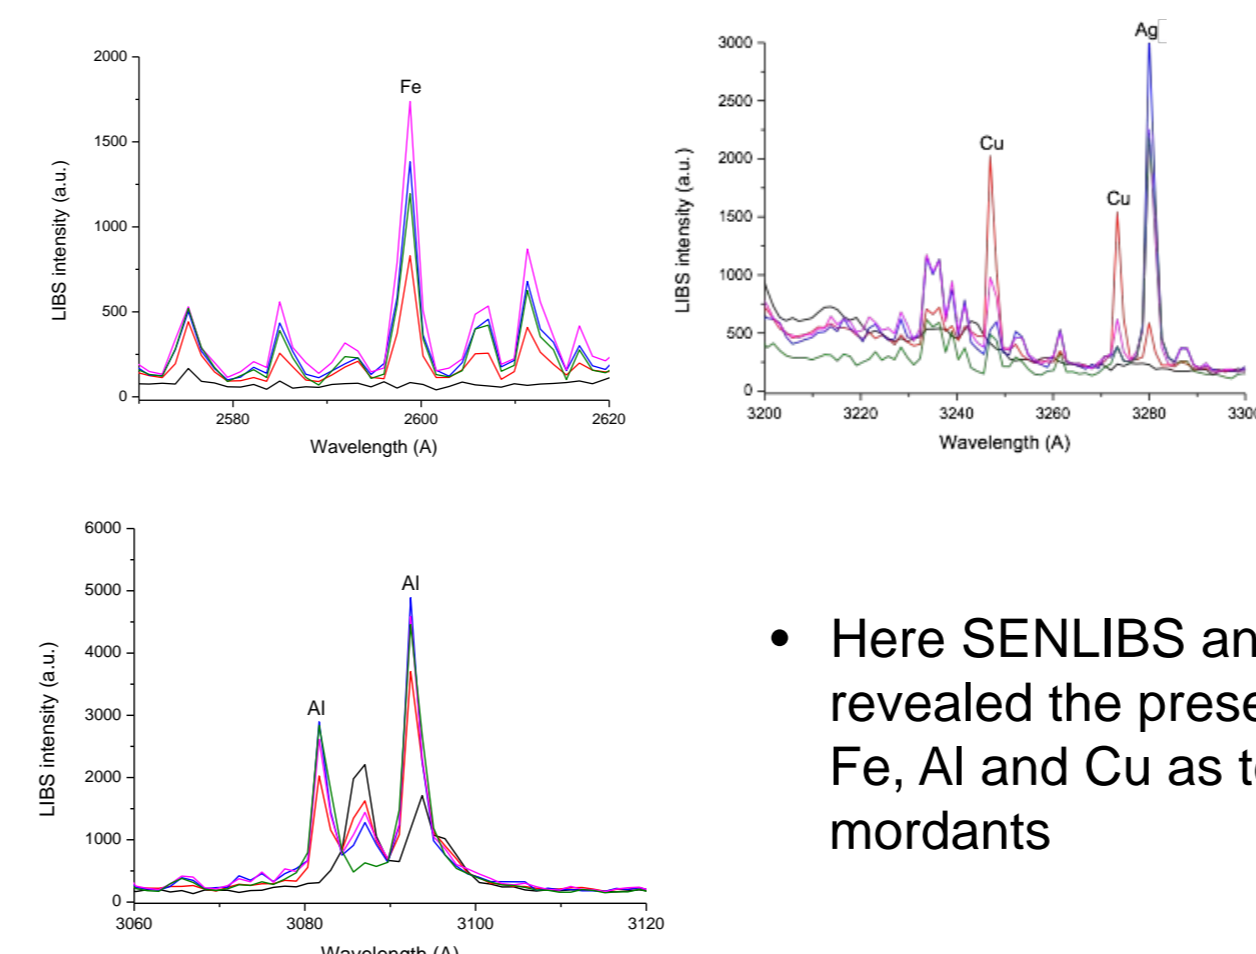 2000
1500
1000
500
0
Fe
2580
2600
2620
LIBS intensity (a.u.)
Wavelength (A)
3000
2500
2000
1500
1000
500
0
Ag
Cu
Cu
3200
3220
3240
3260
3280
3300
LIBS intensity (a.u.)
Wavelength (A)
6000
5000
4000
3000
2000
1000
0
Al
Al
3060
3080
3100
3120
LIBS intensity (a.u.)
Wavelength (A)
• Here SENLIBS
revealed the
Fe, Al and Cu as
mordants